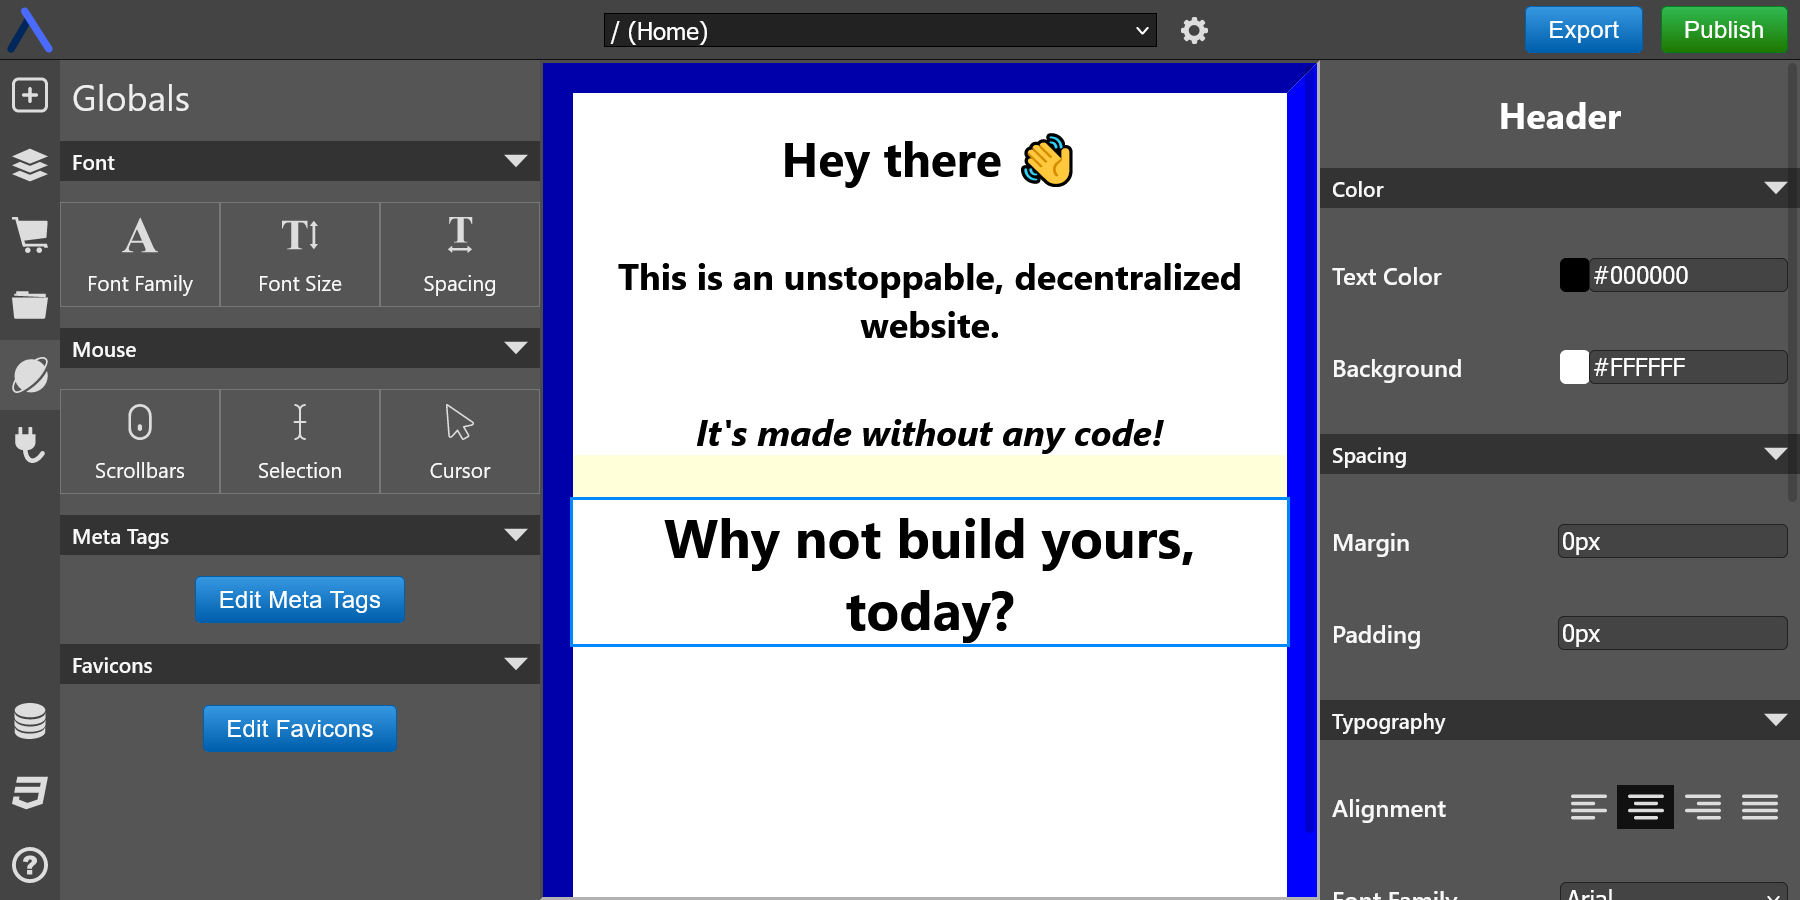 / (Home)
Export
Publish
Globals
Font
Font Family
Font Size
Spacing
Mouse
Scrollbars
Selection
Cursor
Meta Tags
Edit Meta Tags
Favicons
Edit Favicons
Hey there 👋
This is an unstoppable, decentralized
website.
It's made without any code!
Why not build yours,
today?
Header
Color
Text Color
#000000
Background
#FFFFFF
Spacing
Margin
0px
Padding
0px
Typography
Alignment
Font Family
Arial